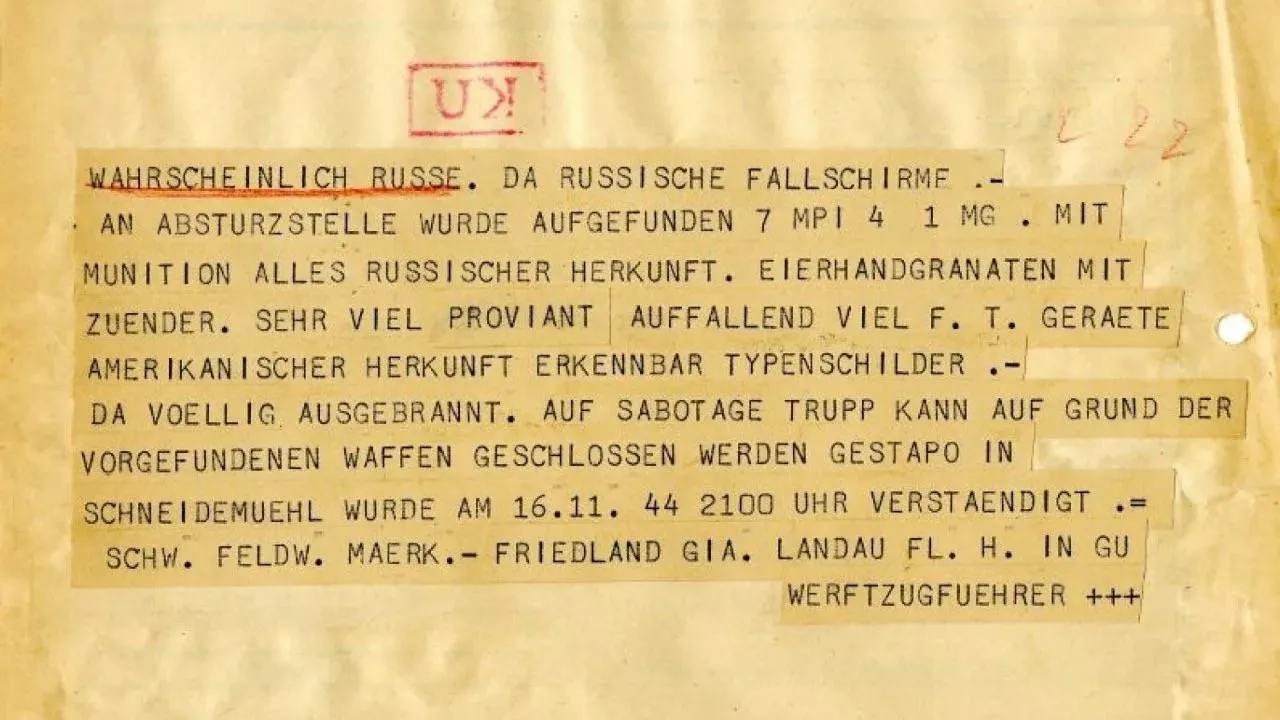 KU
L 22
WAHRSCHEINLICH RUSSE. DA RUSSISCHE FALLSCHIRME .-
AN ABSTURZSTELLE WURDE AUFGEFUNDEN 7 MPI 4 1 MG . MIT
MUNITION ALLES RUSSISCHER HERKUNFT. EIERHANDGRANATEN MIT
ZUENDER. SEHR VIEL PROVIANT AUFFALLEND VIEL F. T. GERAETE
AMERIKANISCHER HERKUNFT ERKENNBAR TYPENSCHILDER .-
DA VOELLIG AUSGEBRANNT. AUF SABOTAGE TRUPP KANN AUF GRUND DER
VORGEFUNDENEN WAFFEN GESCHLOSSEN WERDEN GESTAPO IN
SCHNEIDEMUEHL WURDE AM 16.11. 44 2100 UHR VERSTAENDIGT .=
SCHW. FELDW. MAERK.- FRIEDLAND GIA. LANDAU FL. H. IN GU
WERFTZUGFUEHRER +++